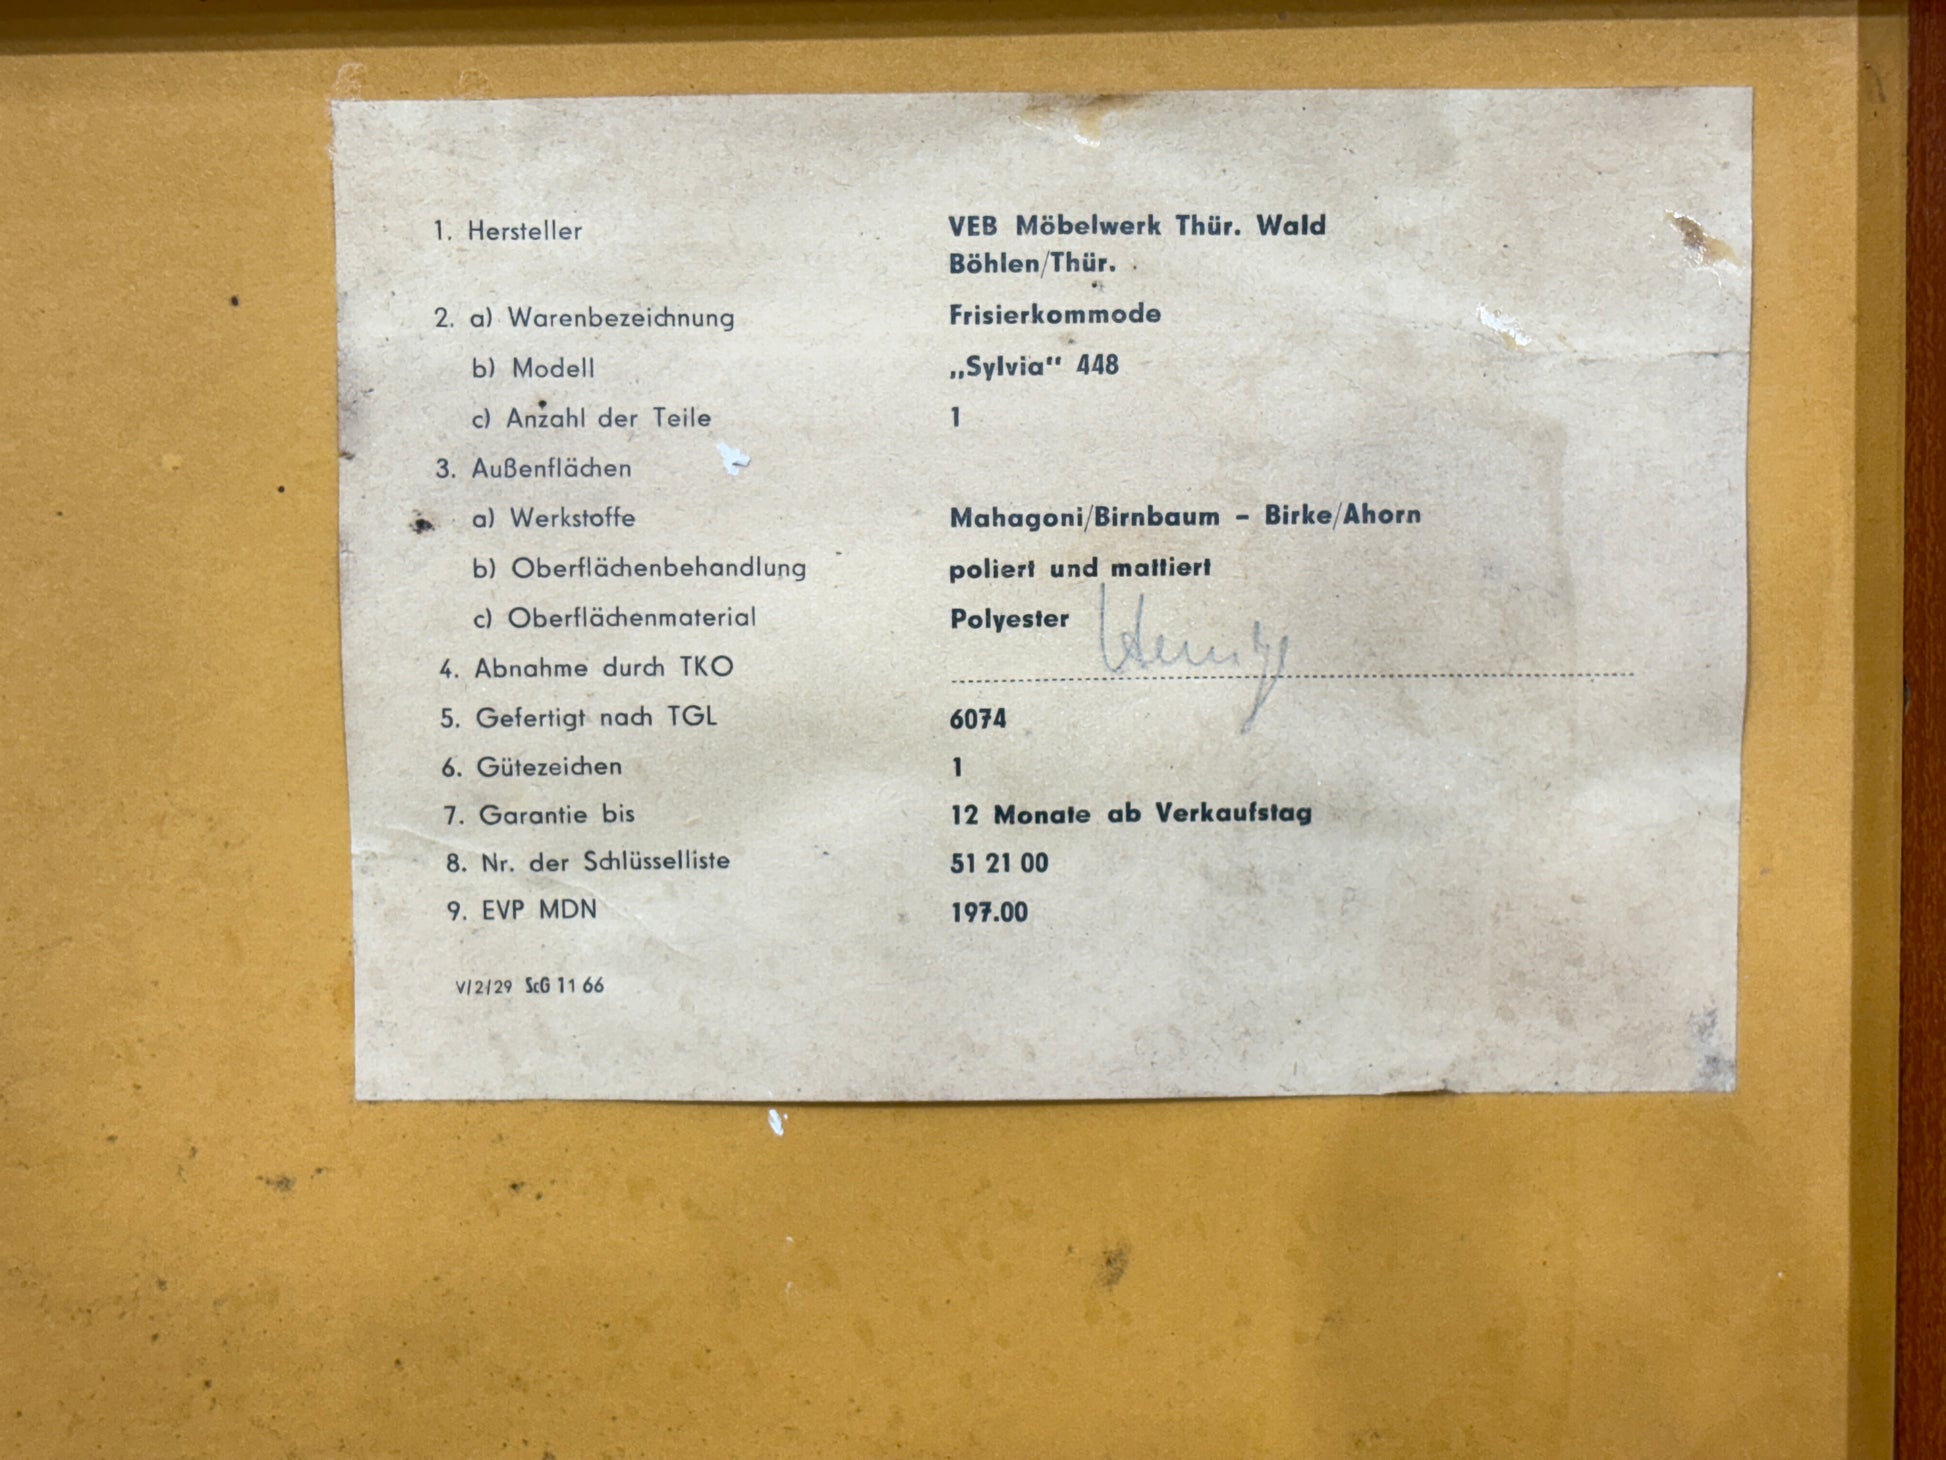 1. Hersteller VEB Möbelwerk Thür. Wald
Böhlen/Thür.
2. a) Warenbezeichnung Frisierkommode
b) Modell „Sylvia“ 448
c) Anzahl der Teile 1
3. Außenflächen
a) Werkstoffe Mahagoni/Birnbaum – Birke/Ahorn
b) Oberflächenbehandlung poliert und mattiert
c) Oberflächenmaterial Polyester
4. Abnahme durch TKO
5. Gefertigt nach TGL 6074
6. Gütezeichen 1
7. Garantie bis 12 Monate ab Verkaufstag
8. Nr. der Schlüsselliste 51 21 00
9. EVP MDN 197.00
V/2/29 ScG 11 66